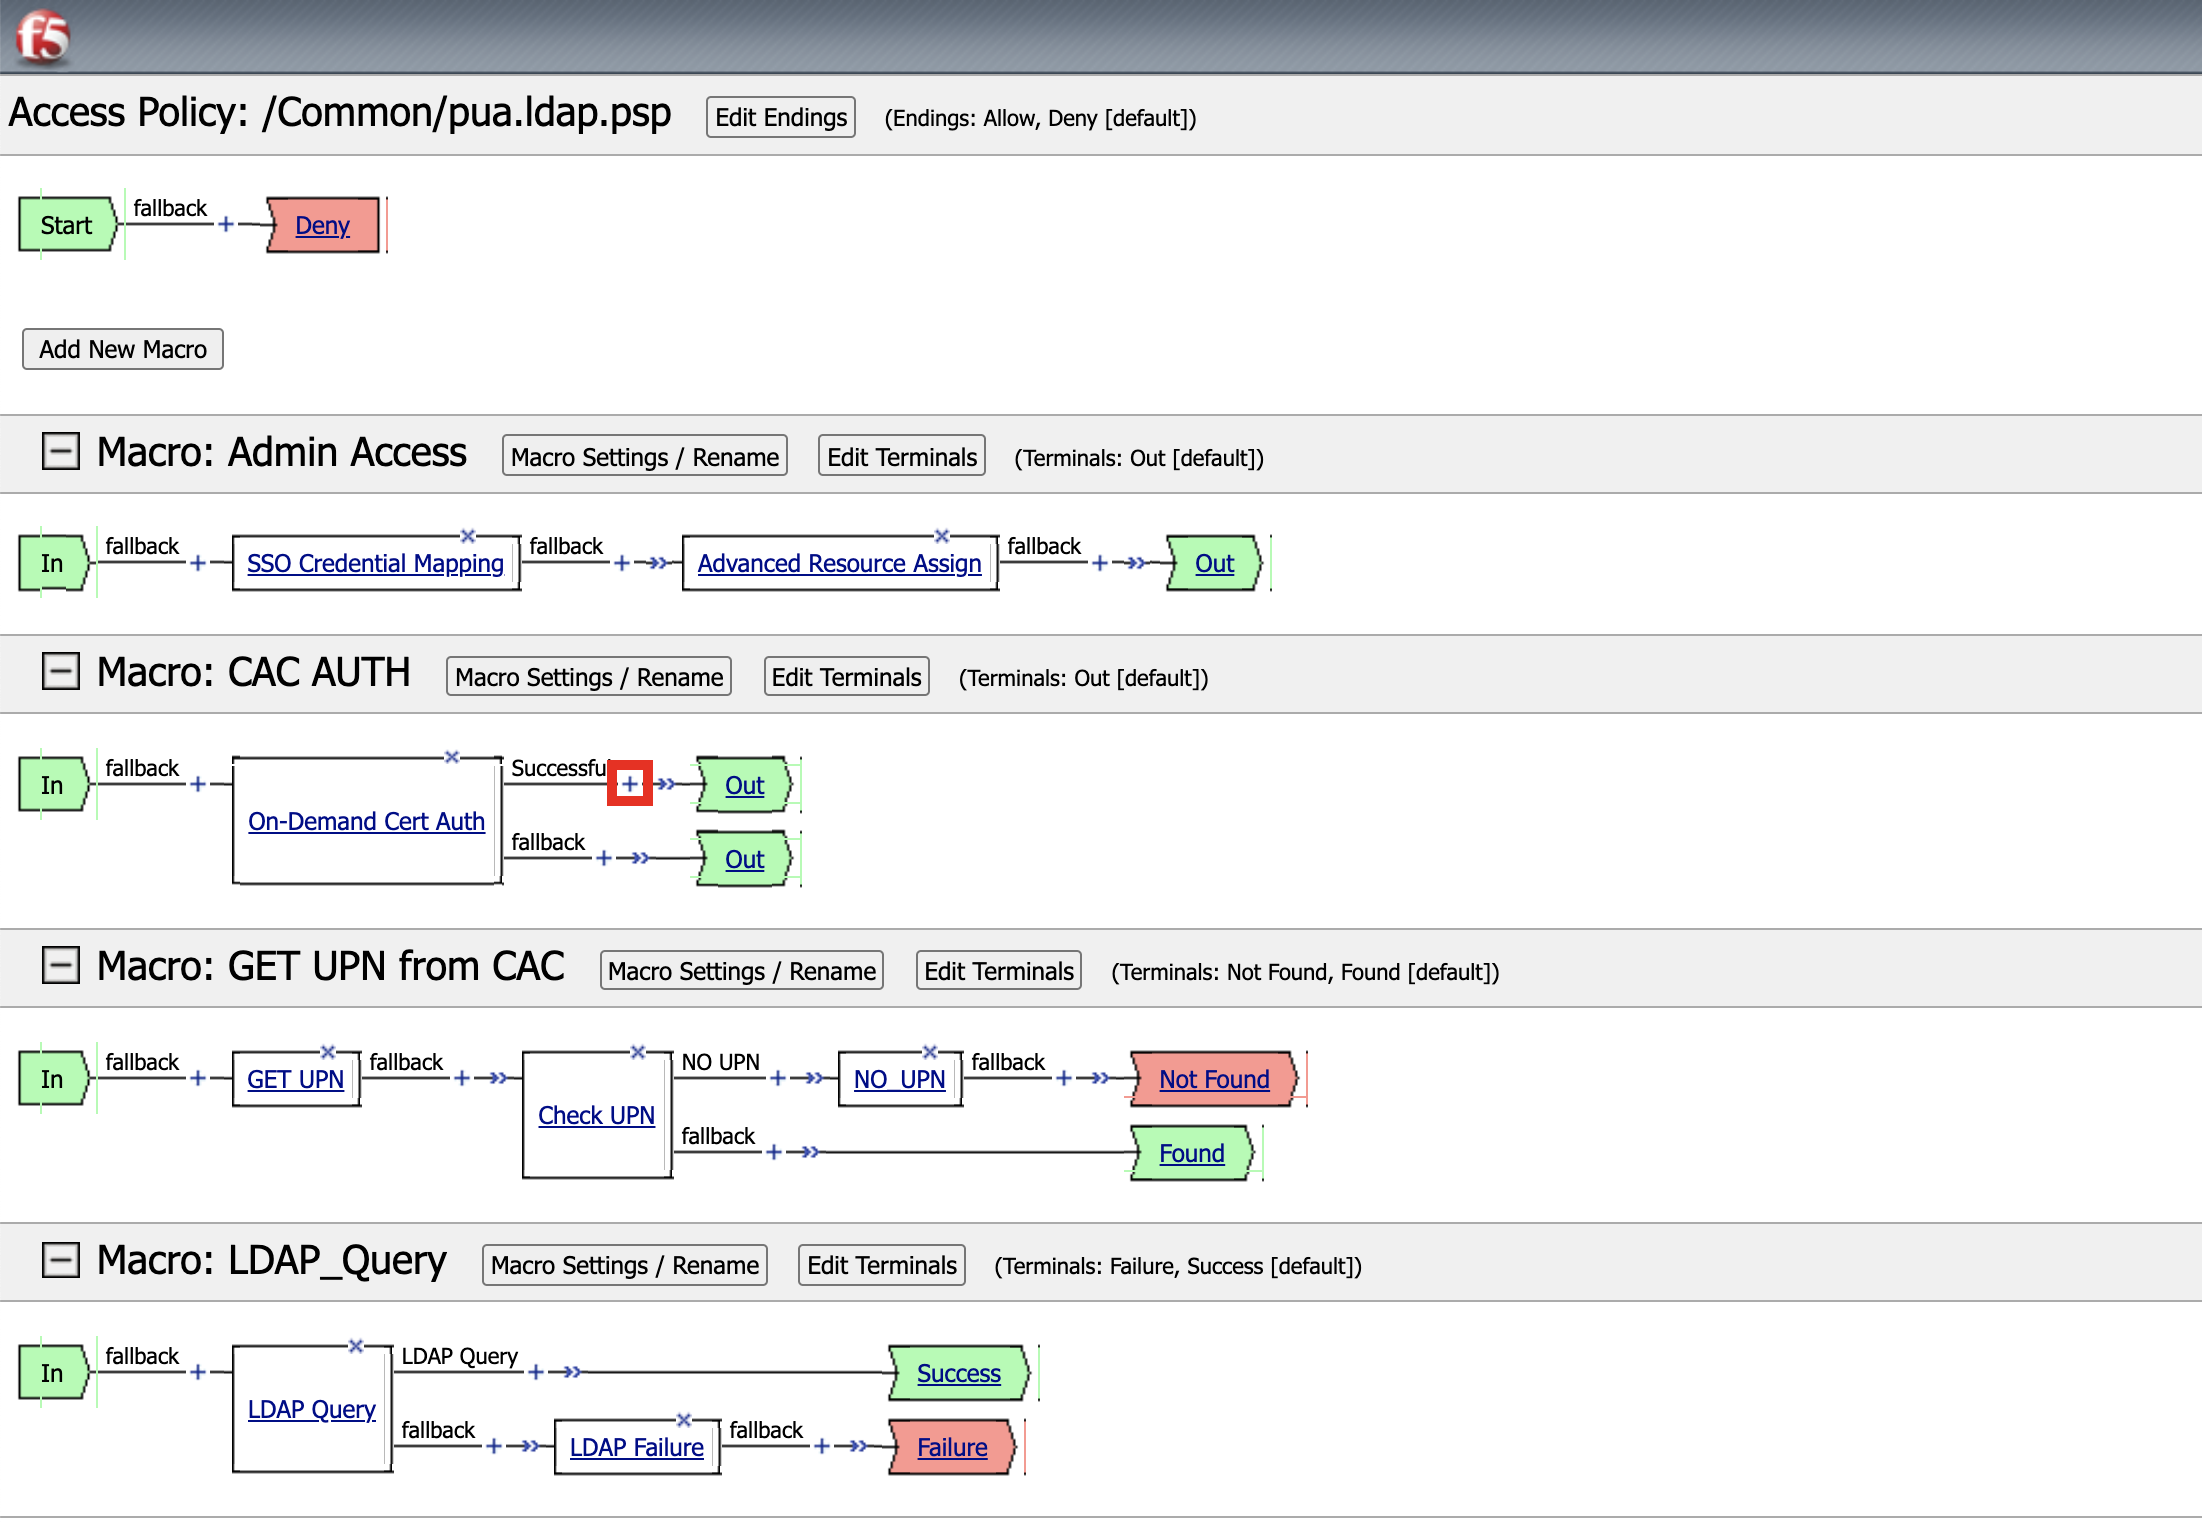 f5
Access Policy: /Common/pua.ldap.psp Edit Endings (Endings: Allow, Deny [default])
Start fallback + Deny
Add New Macro
Macro: Admin Access Macro Settings / Rename Edit Terminals (Terminals: Out [default])
In fallback + SSO Credential Mapping fallback + Advanced Resource Assign fallback + Out
Macro: CAC AUTH Macro Settings / Rename Edit Terminals (Terminals: Out [default])
In fallback + On-Demand Cert Auth Successfu + Out
fallback + Out
Macro: GET UPN from CAC Macro Settings / Rename Edit Terminals (Terminals: Not Found, Found [default])
In fallback + GET UPN fallback + Check UPN NO UPN + NO_UPN fallback + Not Found
fallback + Found
Macro: LDAP_Query Macro Settings / Rename Edit Terminals (Terminals: Failure, Success [default])
In fallback + LDAP Query LDAP Query + Success
fallback + LDAP Failure fallback + Failure